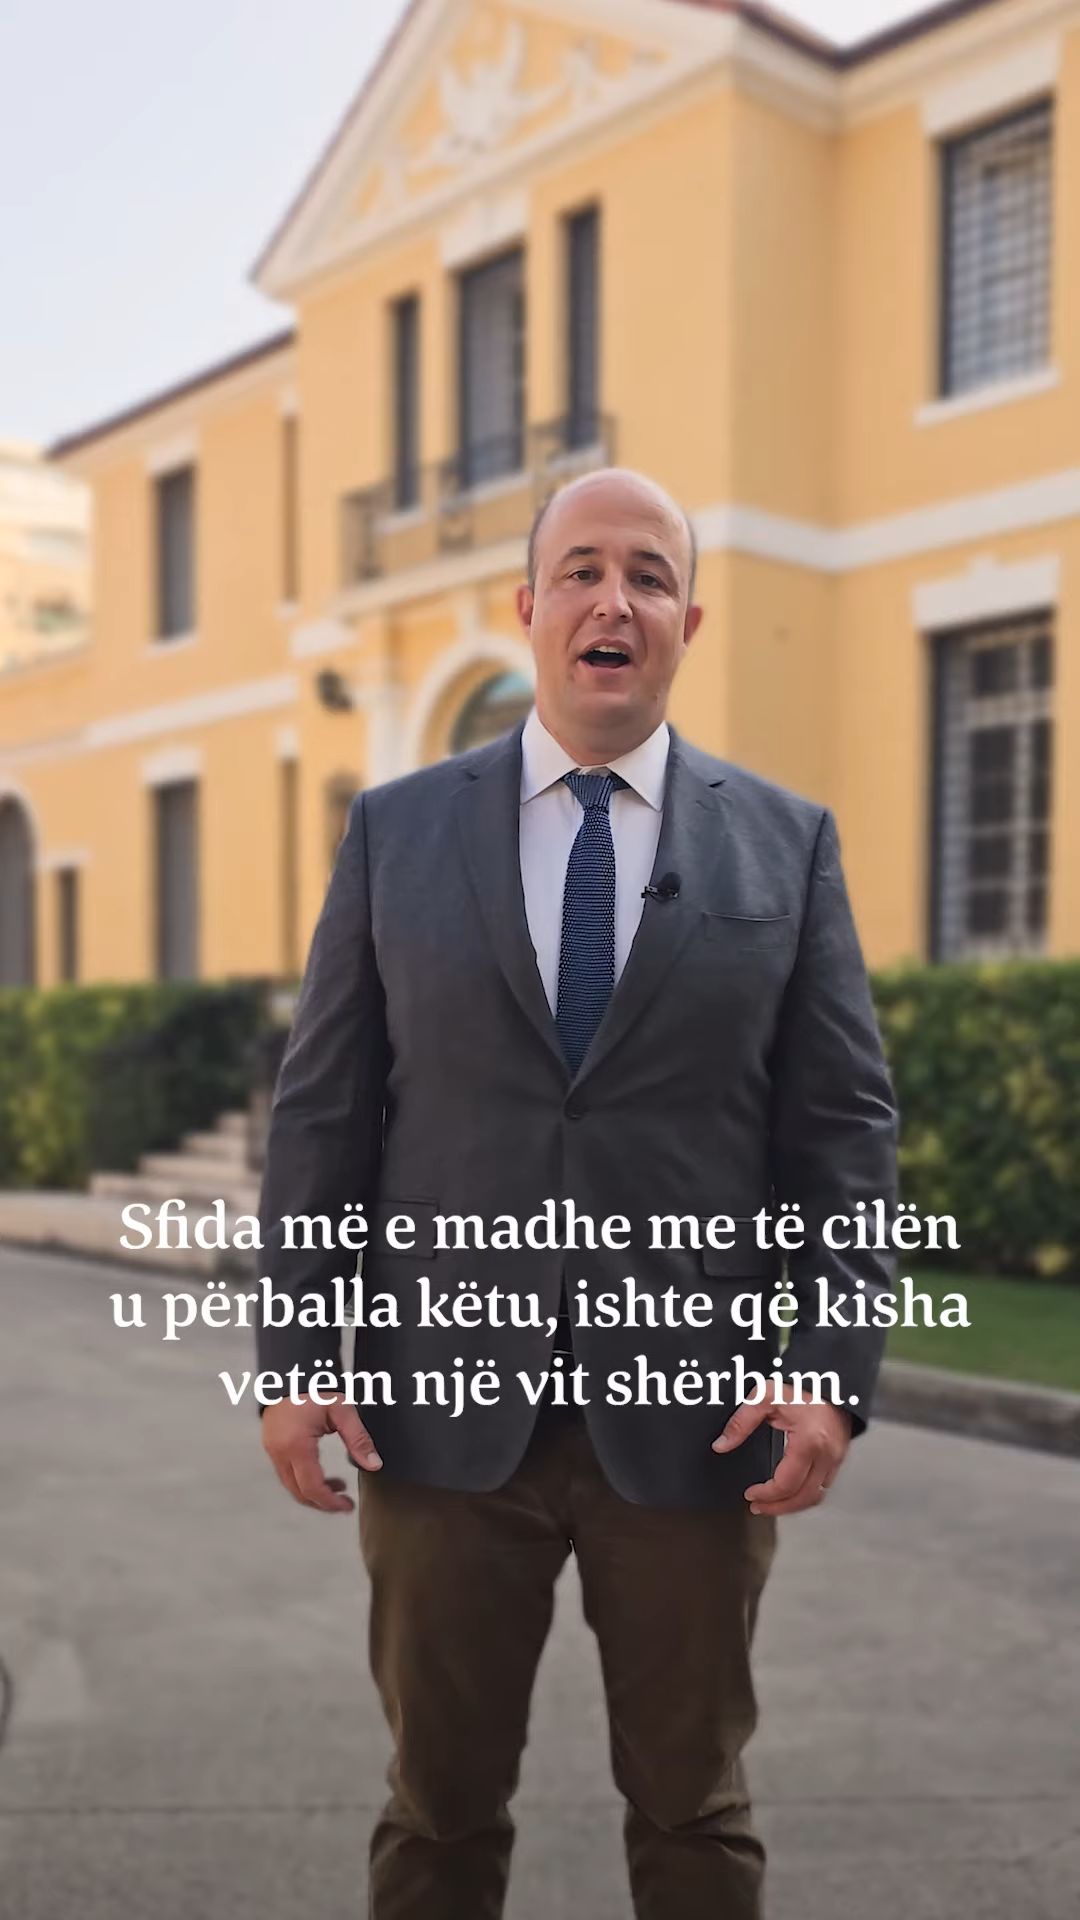 Sfida më e madhe me të cilën
u përballa këtu, ishte që kisha
vetëm një vit shërbim.